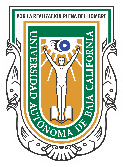 POR LA REALIZACIÓN PLENA DEL HOMBRE
UNIVERSIDAD AUTÓNOMA
DE BAJA CALIFORNIA